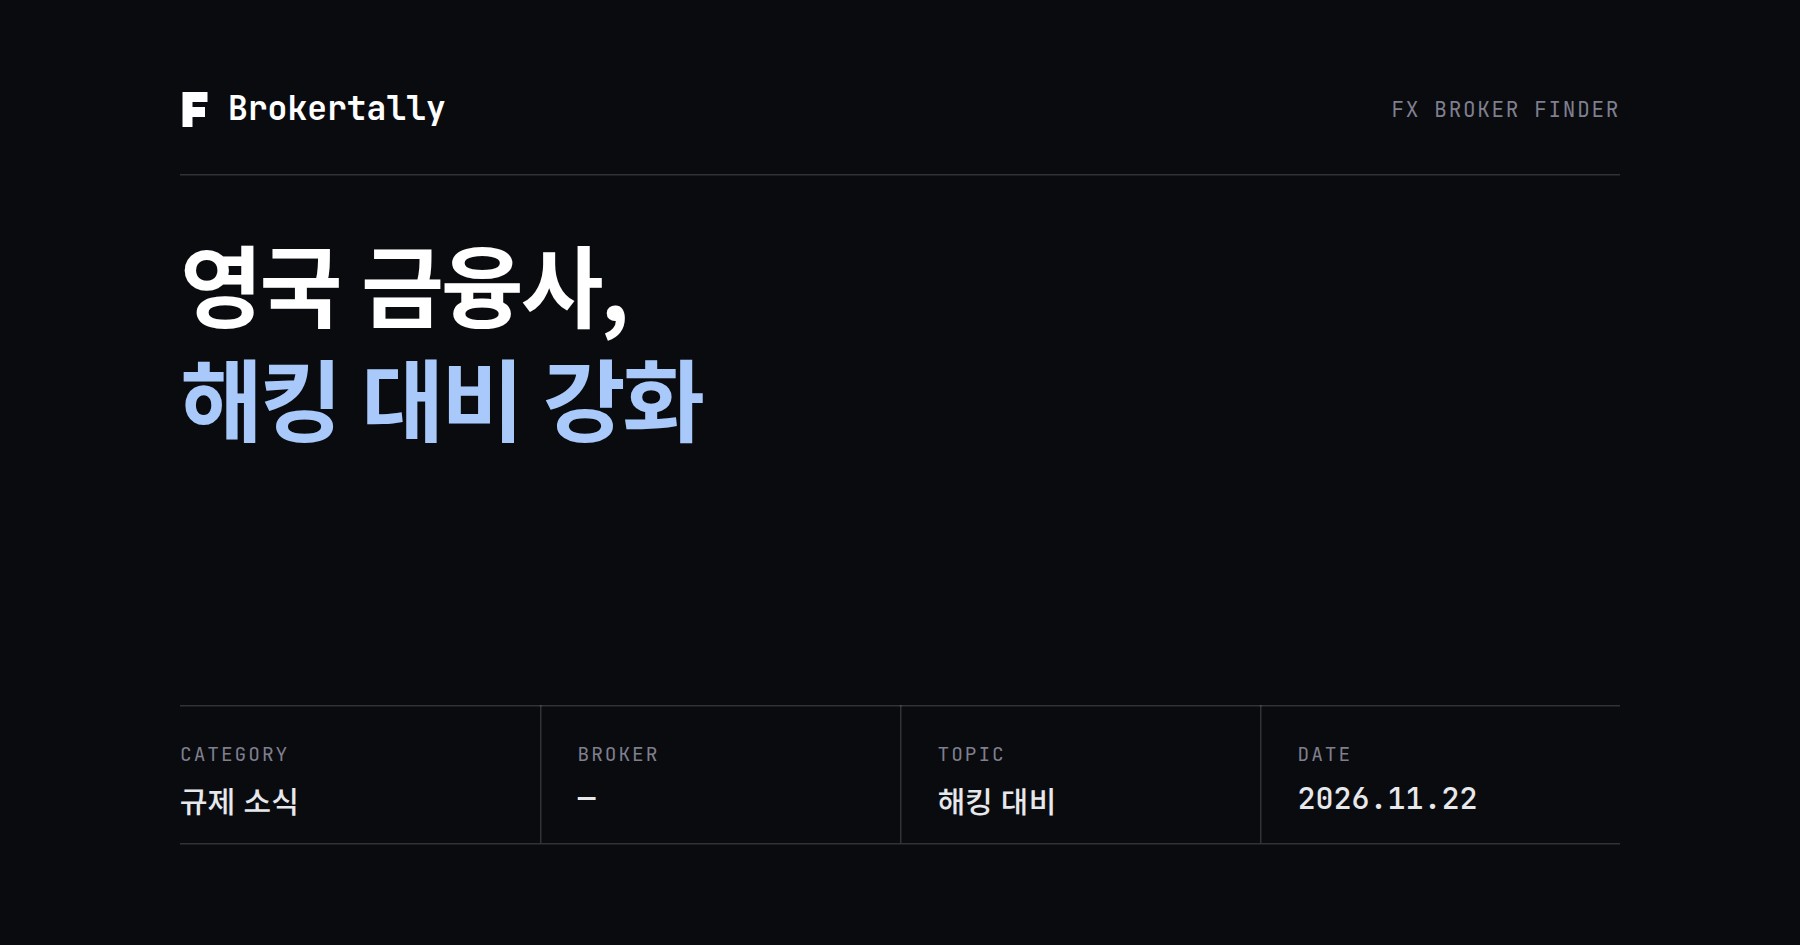 Brokertally
FX BROKER FINDER
영국 금융사,
해킹 대비 강화
CATEGORY
규제 소식
BROKER
—
TOPIC
해킹 대비
DATE
2026.11.22